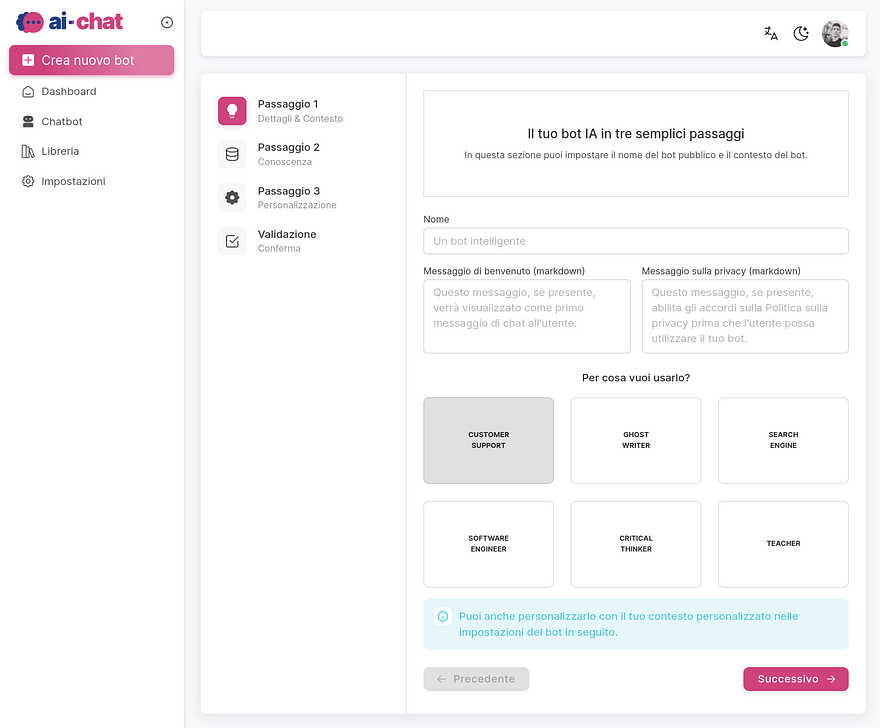 ai-chat
Crea nuovo bot
Dashboard
Chatbot
Libreria
Impostazioni
Passaggio 1
Dettagli & Contesto
Passaggio 2
Conoscenza
Passaggio 3
Personalizzazione
Validazione
Conferma
Il tuo bot IA in tre semplici passaggi
In questa sezione puoi impostare il nome del bot pubblico e il contesto del bot.
Nome
Un bot intelligente
Messaggio di benvenuto (markdown)
Questo messaggio, se presente,
verrà visualizzato come primo
messaggio di chat all'utente.
Messaggio sulla privacy (markdown)
Questo messaggio, se presente,
abilita gli accordi sulla Politica sulla
privacy prima che l'utente possa
utilizzare il tuo bot.
Per cosa vuoi usarlo?
CUSTOMER
SUPPORT
GHOST
WRITER
SEARCH
ENGINE
SOFTWARE
ENGINEER
CRITICAL
THINKER
TEACHER
Puoi anche personalizzarlo con il tuo contesto personalizzato nelle
impostazioni del bot in seguito.
← Precedente
Successivo →